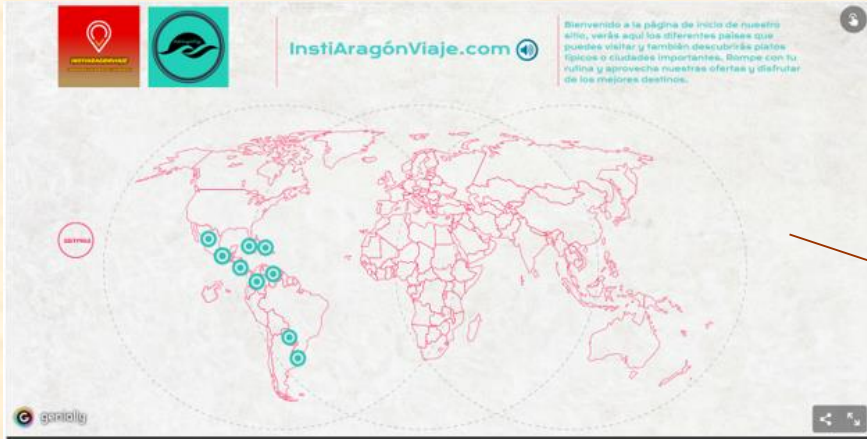 InstiAragónViaje.com
Bienvenido a la página de inicio de nuestro
sitio, verás aquí los diferentes países que
puedes visitar y también descubrirás platos
típicos o ciudades importantes. Rompe con tu
rutina y aprovecha nuestras ofertas y disfrutar
de los mejores destinos.
INSTIARAGONVIAJE
genially